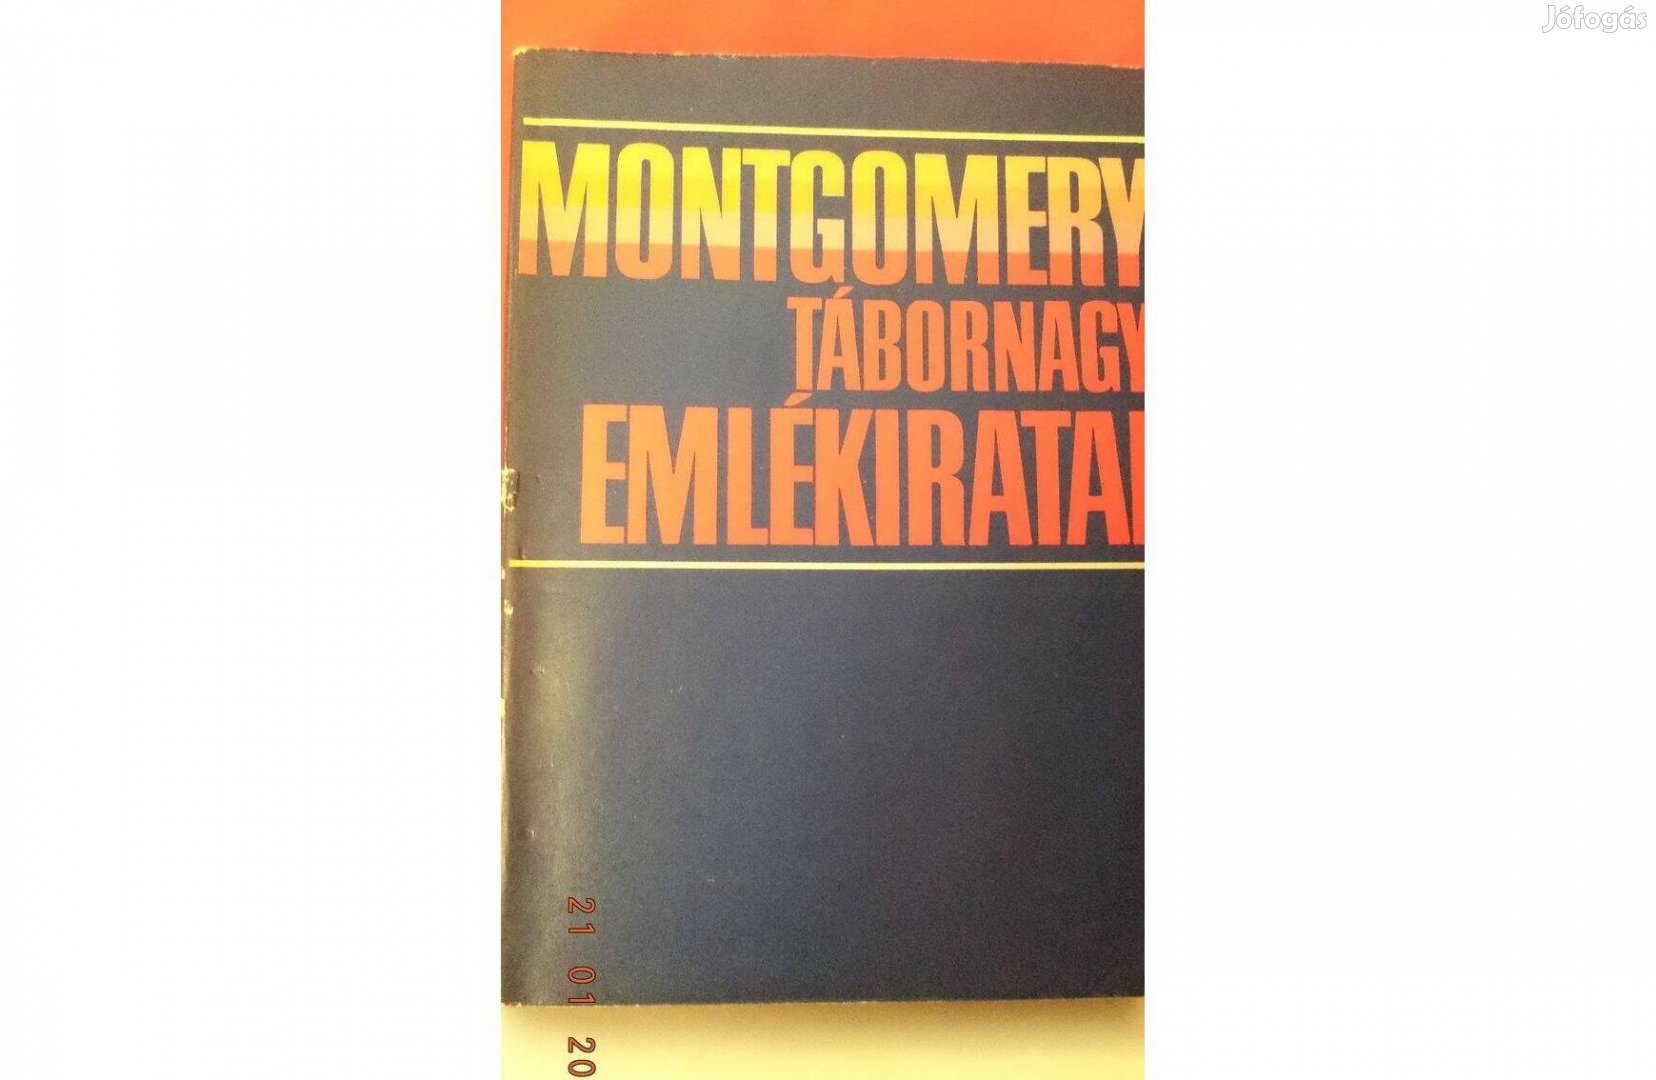 Jófogás
MONTGOMERY
TÁBORNAGY
EMLÉKIRATAI
21 01 20